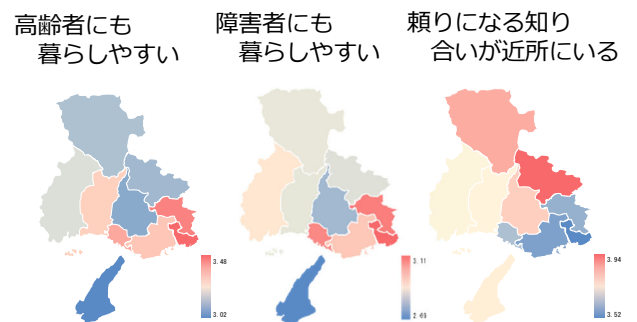 高齢者にも
暮らしやすい
障害者にも
暮らしやすい
頼りになる知り
合いが近所にいる
3.48
3.02
3.11
2.69
3.94
3.52